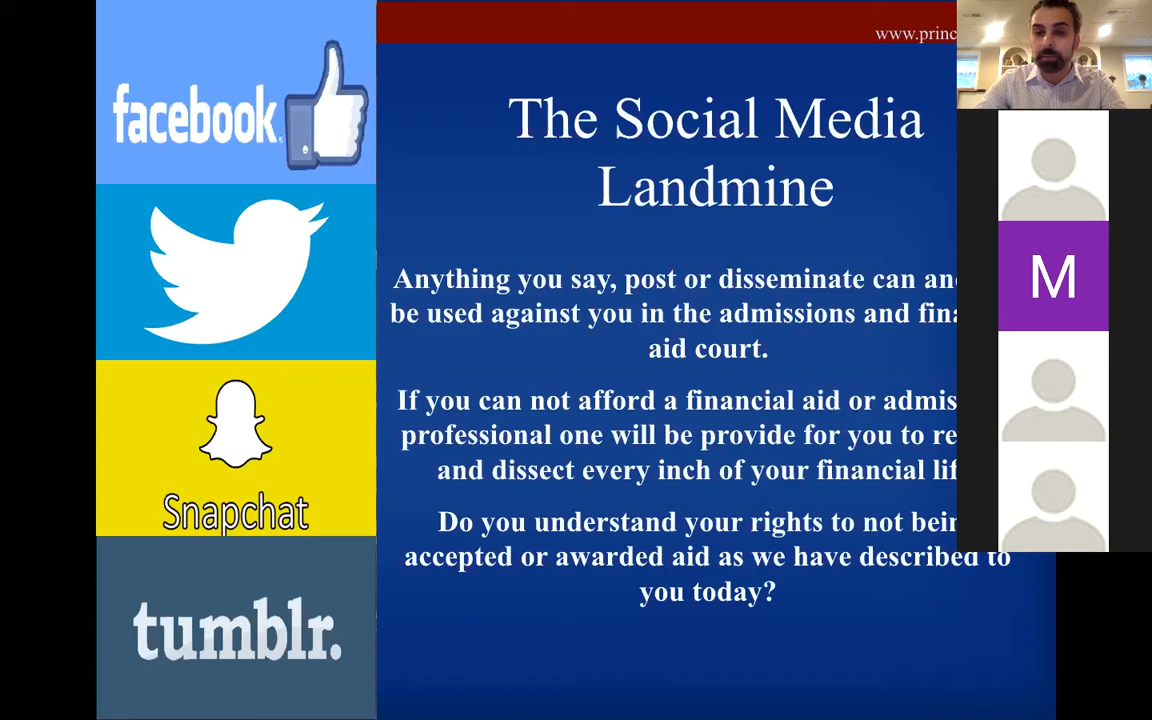 facebook
Snapchat
tumblr.
www.princ
The Social Media
Landmine
Anything you say, post or disseminate can an
be used against you in the admissions and fina
aid court.
If you can not afford a financial aid or admis
professional one will be provide for you to re
and dissect every inch of your financial lif
Do you understand your rights to not bein
accepted or awarded aid as we have described to
you today?
M